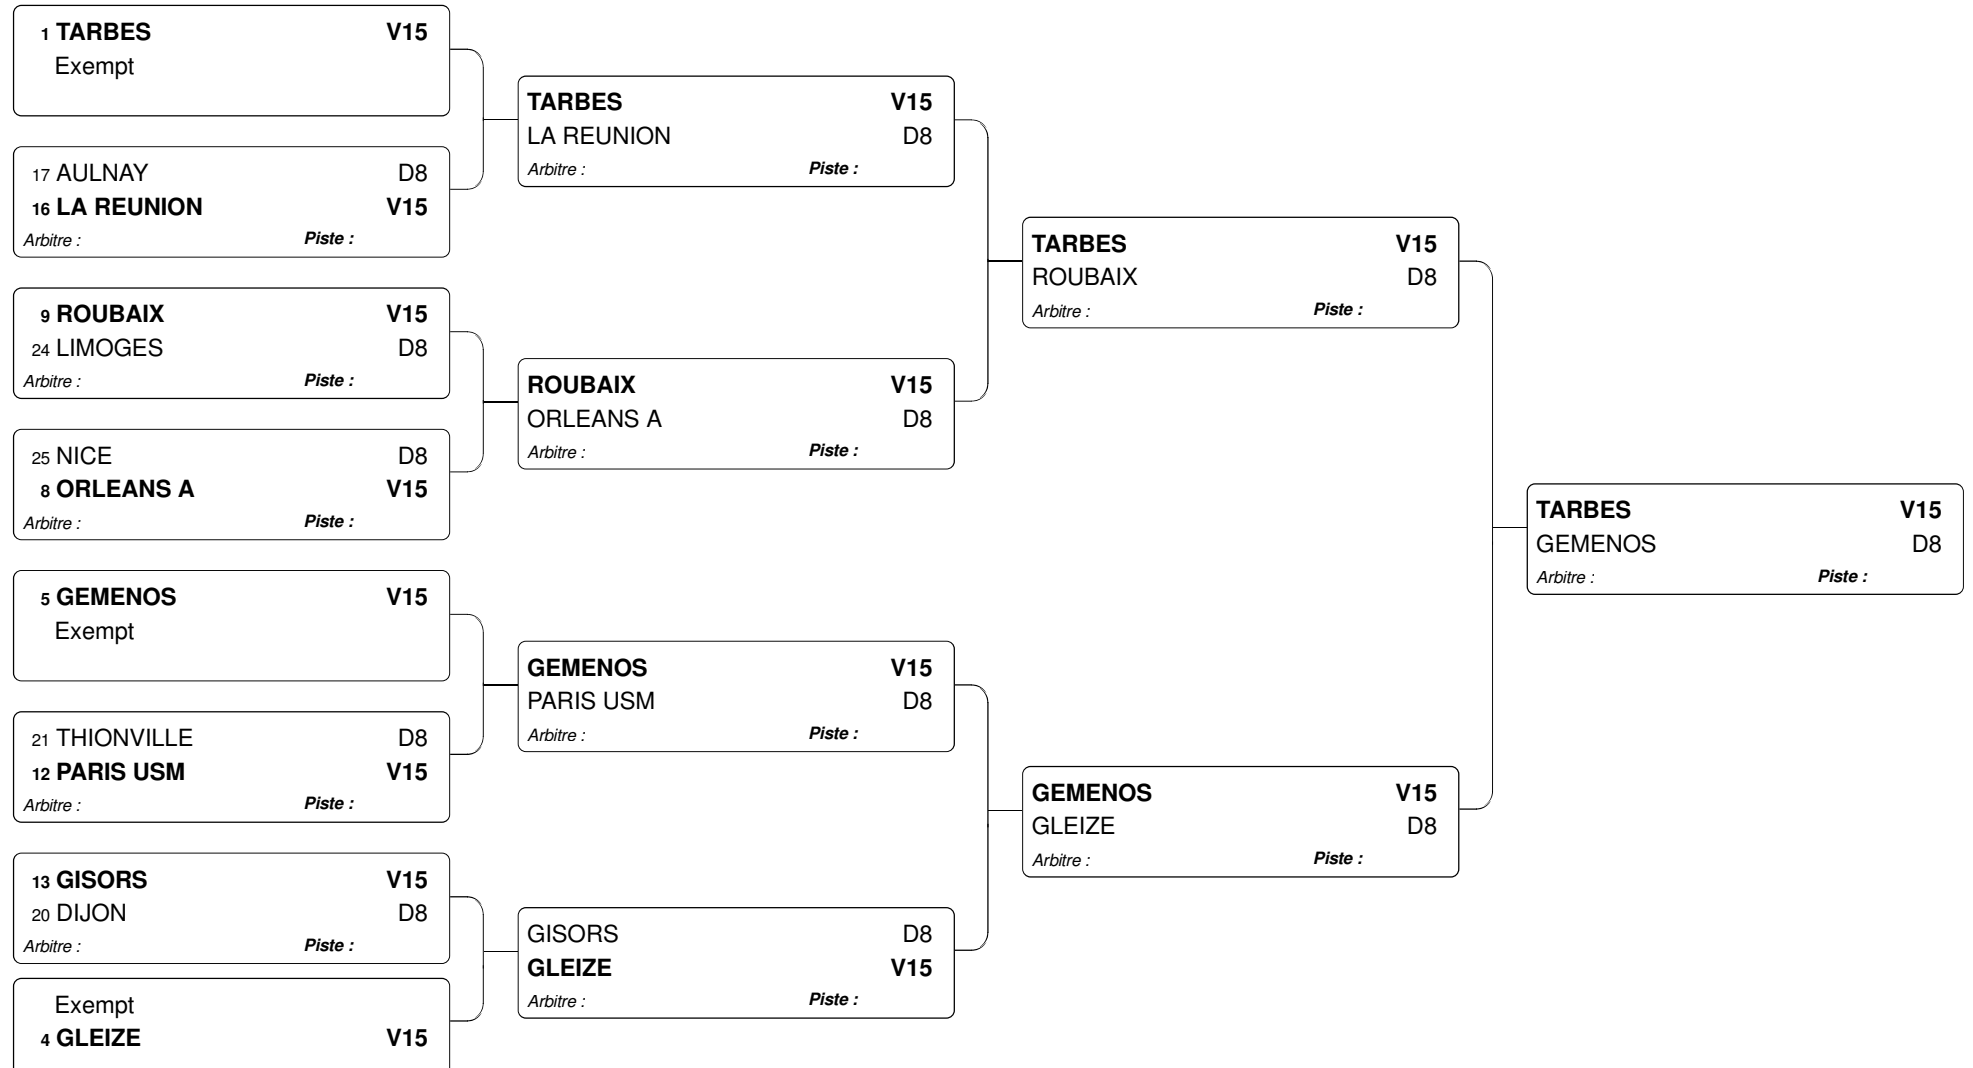 1 TARBES V15
Exempt
17 AULNAY D8
16 LA REUNION V15
Arbitre : Piste :
9 ROUBAIX V15
24 LIMOGES D8
Arbitre : Piste :
25 NICE D8
8 ORLEANS A V15
Arbitre : Piste :
5 GEMENOS V15
Exempt
21 THIONVILLE D8
12 PARIS USM V15
Arbitre : Piste :
13 GISORS V15
20 DIJON D8
Arbitre : Piste :
Exempt
4 GLEIZE V15
TARBES V15
LA REUNION D8
Arbitre : Piste :
ROUBAIX V15
ORLEANS A D8
Arbitre : Piste :
GEMENOS V15
PARIS USM D8
Arbitre : Piste :
GISORS D8
GLEIZE V15
Arbitre : Piste :
TARBES V15
ROUBAIX D8
Arbitre : Piste :
GEMENOS V15
GLEIZE D8
Arbitre : Piste :
TARBES V15
GEMENOS D8
Arbitre : Piste :